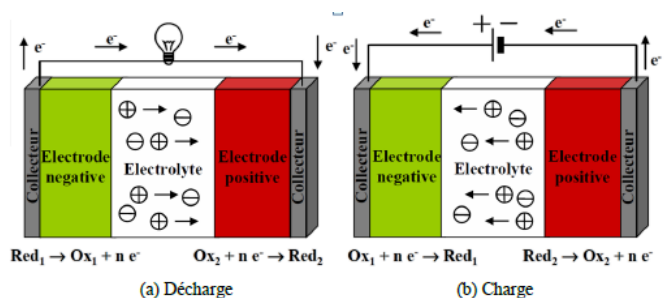 e-
e-
e-
e-
Collecteur
Electrode
negative
Electrolyte
Electrode
positive
Collecteur
Red₁ → Ox₁ + n e-
Ox₂ + n e- → Red₂
(a) Décharge
+ −
e-
e-
e-
e-
Collecteur
Electrode
negative
Electrolyte
Electrode
positive
Collecteur
Ox₁ + n e- → Red₁
Red₂ → Ox₂ + n e-
(b) Charge